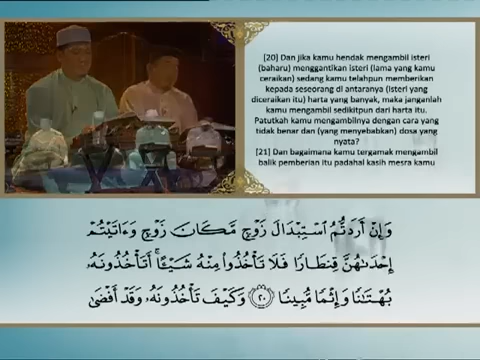 [20] Dan jika kamu hendak mengambil isteri
(baharu) menggantikan isteri (lama yang kamu
ceraikan) sedang kamu telahpun memberikan
kepada seseorang di antaranya (isteri yang
diceraikan itu) harta yang banyak, maka janganlah
kamu mengambil sedikitpun dari harta itu.
Patutkah kamu mengambilnya dengan cara yang
tidak benar dan (yang menyebabkan) dosa yang
nyata?
[21] Dan bagaimana kamu tergamak mengambil
balik pemberian itu padahal kasih mesra kamu
وَإِنْ أَرَدتُّمُ ٱسْتِبْدَالَ زَوْجٍ مَّكَانَ زَوْجٍ وَءَاتَيْتُمْ
إِحْدَىٰهُنَّ قِنطَارًا فَلَا تَأْخُذُوا۟ مِنْهُ شَيْـًٔا ۚ أَتَأْخُذُونَهُۥ
بُهْتَـٰنًا وَإِثْمًا مُّبِينًا ٢٠ وَكَيْفَ تَأْخُذُونَهُۥ وَقَدْ أَفْضَىٰ